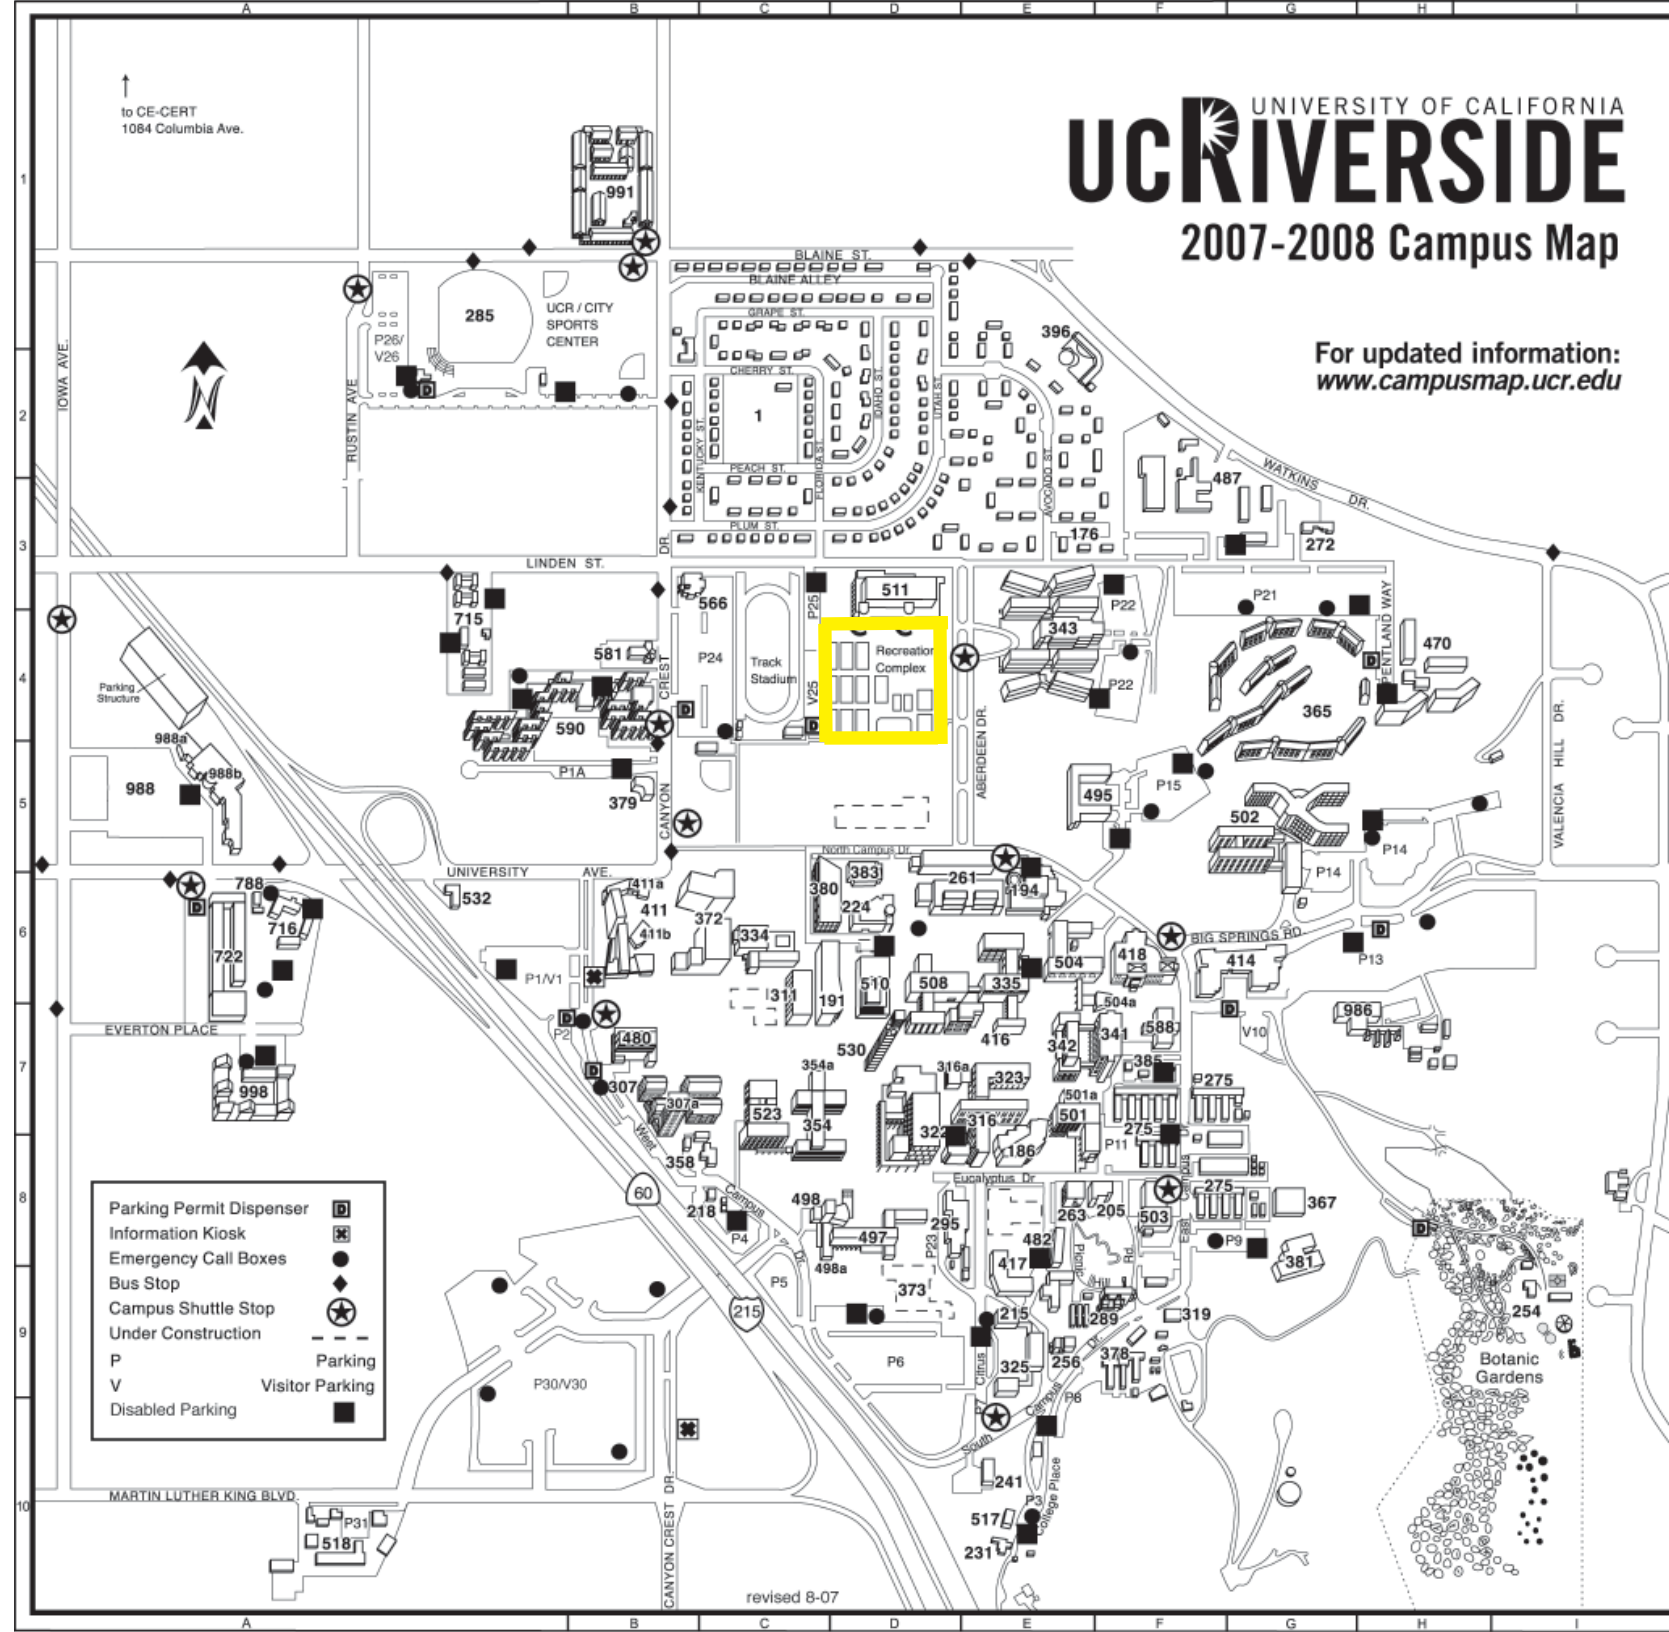 A B C D E F G H I
to CE-CERT
1084 Columbia Ave.
UNIVERSITY OF CALIFORNIA
UCRIVERSIDE
2007-2008 Campus Map
For updated information:
www.campusmap.ucr.edu
1
991
BLAINE ST.
BLAINE ALLEY
GRAPE ST.
285
UCR / CITY
SPORTS
CENTER
P26/
V26
396
IOWA AVE.
RUSTIN AVE
N
CHERRY ST.
2
1
KENTUCKY ST.
FLORIDA ST.
IDAHO ST.
UTAH ST.
AVOCADO ST.
PEACH ST.
PLUM ST.
WATKINS
DR.
487
176
272
3
DR.
LINDEN ST.
566
P25
511
P22
P21
PENTLAND WAY
715
343
470
581
CREST
P24
Track
Stadium
V25
Recreation
Complex
4
Parking
Structure
P22
365
590
ABERDEEN DR.
VALENCIA HILL DR.
988a
988b
988
P1A
379
CANYON
495
P15
5
502
P14
P14
UNIVERSITY AVE.
North Campus Dr.
788
532
411a
411
411b
372
380
383
224
261
194
334
716
722
6
P1/V1
504
418
BIG SPRINGS RD.
414
P13
311
191
510
508
335
504a
986
EVERTON PLACE
P2
480
530
416
342
341
588
V10
7
998
307
307a
354a
316a
323
385
275
523
354
322
316
501a
501
275
P11
186
West
358
Campus
Dr.
Eucalyptus Dr
8
60
218
P4
498
497
498a
295
P23
263
205
503
Campus
East
275
367
482
Picnic
Hill
Rd.
P9
381
417
Parking Permit Dispenser D
Information Kiosk
Emergency Call Boxes
Bus Stop
Campus Shuttle Stop
Under Construction
P Parking
V Visitor Parking
Disabled Parking
P5
215
373
215
289
319
254
9
P6
Citrus
325
256
Dr.
378
Botanic
Gardens
P30/V30
Campus
P8
South
241
College Place
MARTIN LUTHER KING BLVD.
10
P31
518
CANYON CREST DR.
P3
517
231
revised 8-07
A B C D E F G H I